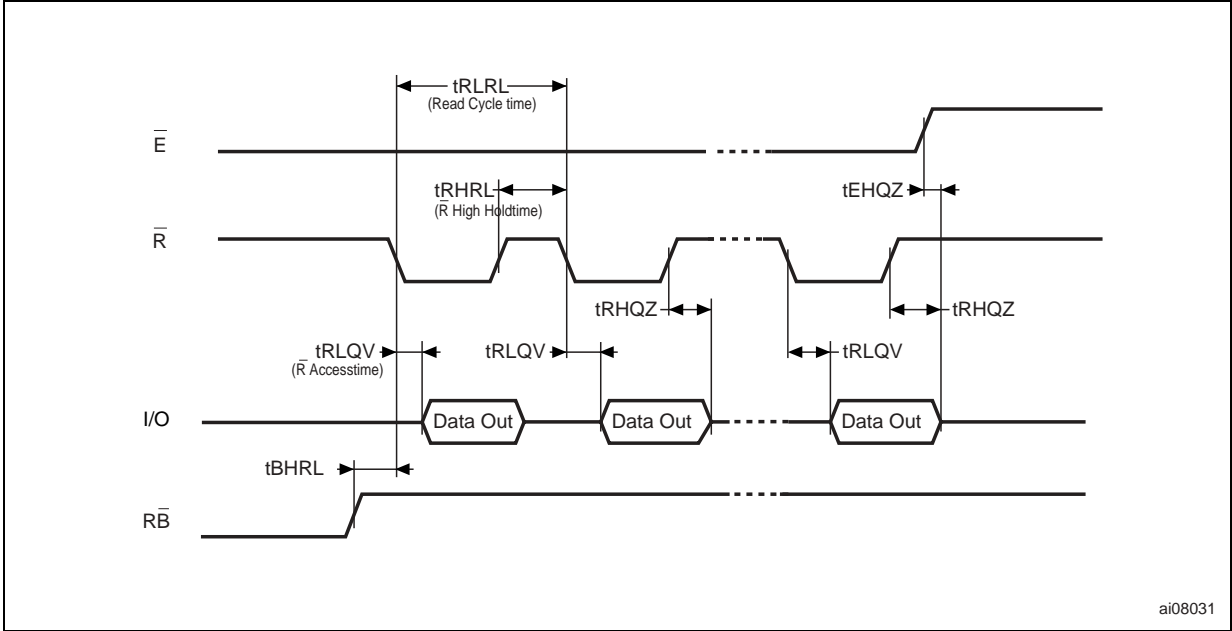 tRLRL
(Read Cycle time)
E̅
tRHRL
(R̅ High Holdtime)
tEHQZ
R̅
tRHQZ
tRHQZ
tRLQV
(R̅ Accesstime)
tRLQV
tRLQV
I/O
Data Out
Data Out
Data Out
tBHRL
RB̅
ai08031